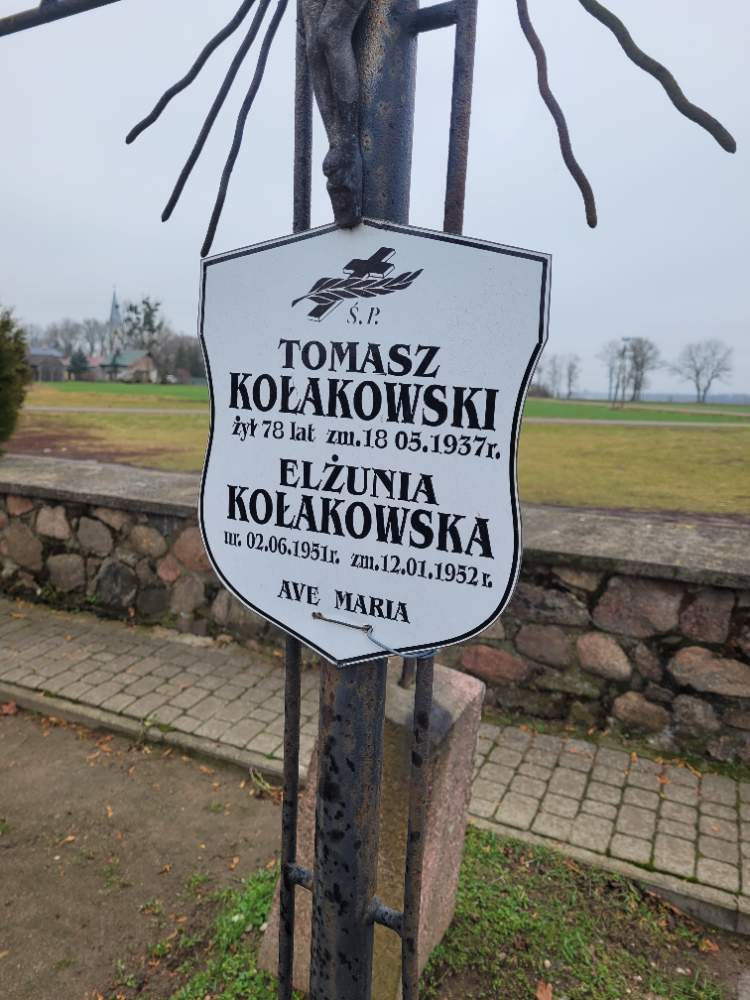 Ś.P.
TOMASZ
KOŁAKOWSKI
żył 78 lat zm.18 05.1937r.
ELŻUNIA
KOŁAKOWSKA
ur. 02.06.1951r. zm.12.01.1952r.
AVE MARIA